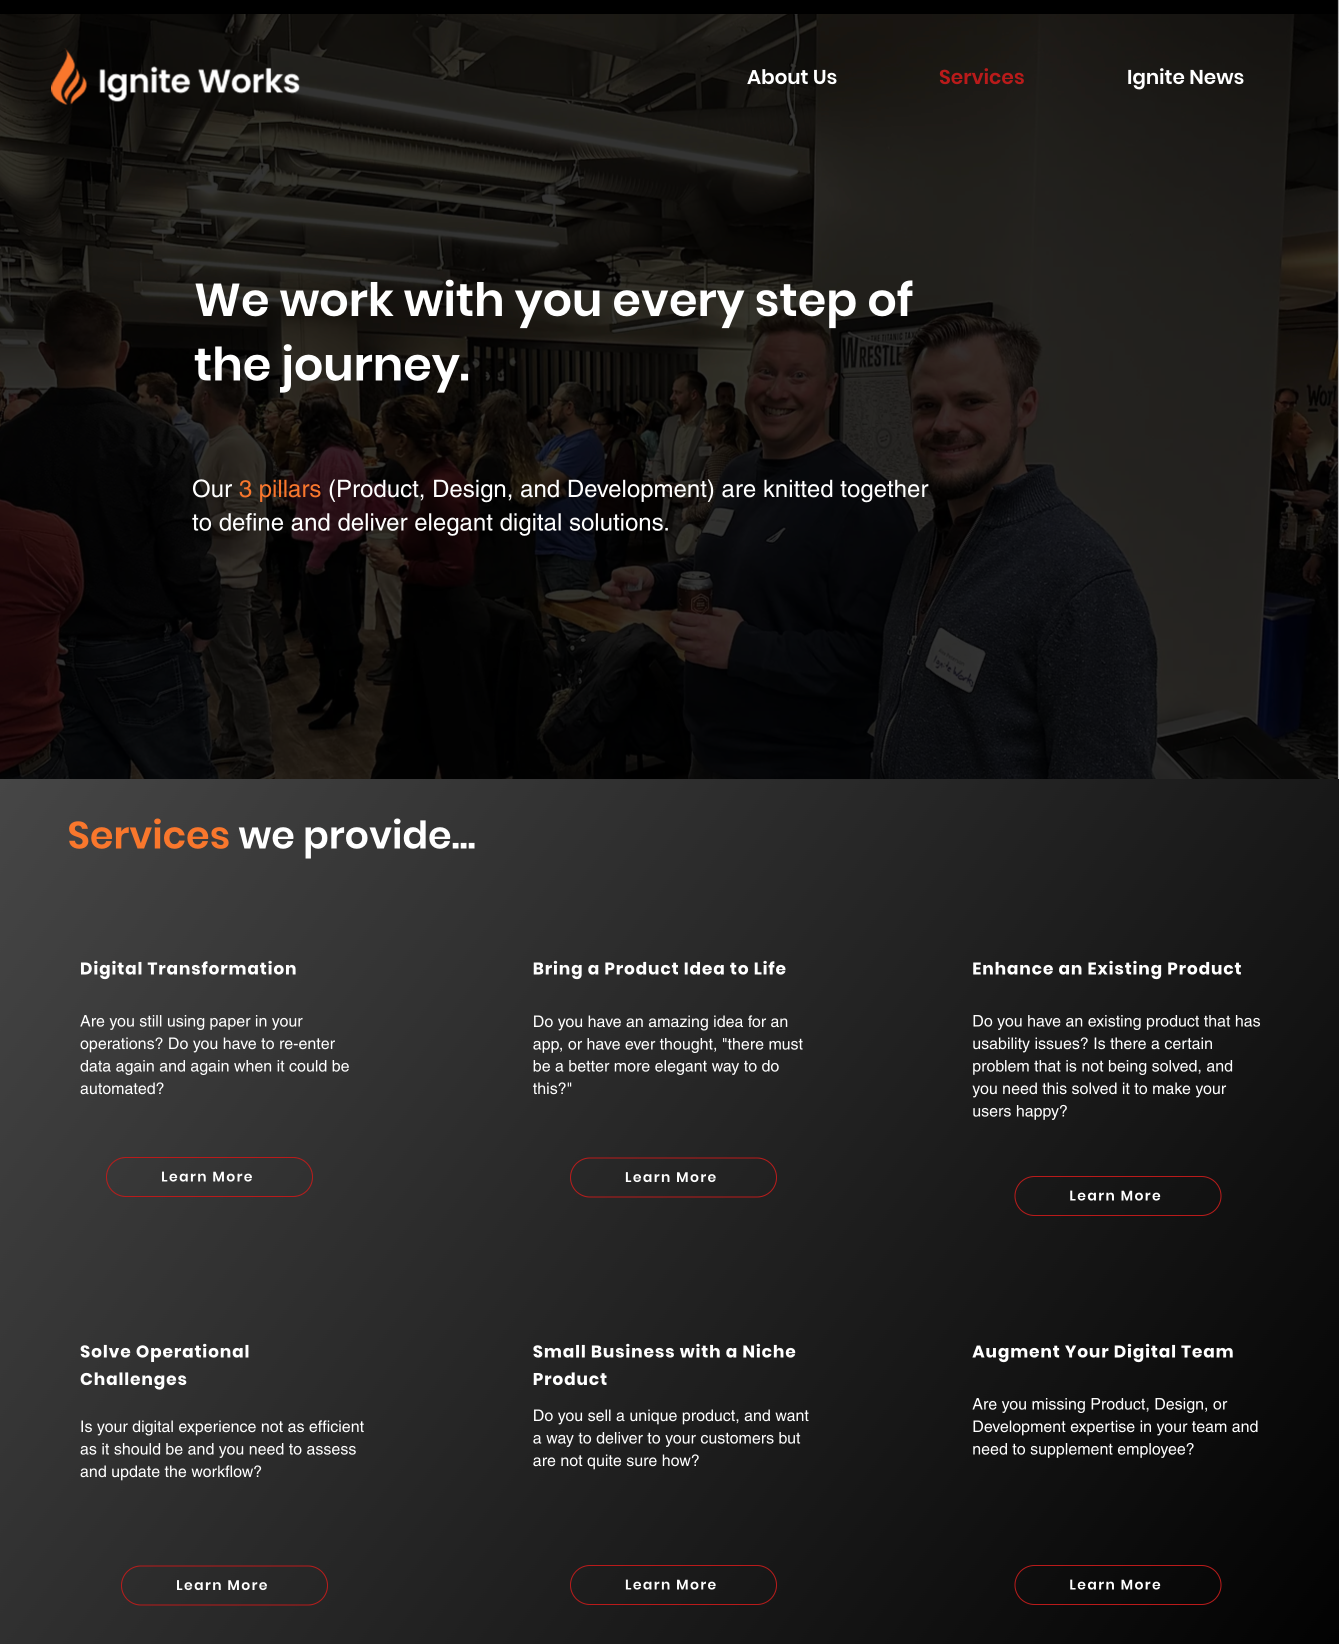 Ignite Works
About Us
Services
Ignite News
We work with you every step of
the journey.
WRESTLE
Our 3 pillars (Product, Design, and Development) are knitted together
to define and deliver elegant digital solutions.
Services we provide...
Digital Transformation
Are you still using paper in your
operations? Do you have to re-enter
data again and again when it could be
automated?
Learn More
Bring a Product Idea to Life
Do you have an amazing idea for an
app, or have ever thought, "there must
be a better more elegant way to do
this?"
Learn More
Enhance an Existing Product
Do you have an existing product that has
usability issues? Is there a certain
problem that is not being solved, and
you need this solved it to make your
users happy?
Learn More
Solve Operational
Challenges
Is your digital experience not as efficient
as it should be and you need to assess
and update the workflow?
Learn More
Small Business with a Niche
Product
Do you sell a unique product, and want
a way to deliver to your customers but
are not quite sure how?
Learn More
Augment Your Digital Team
Are you missing Product, Design, or
Development expertise in your team and
need to supplement employee?
Learn More